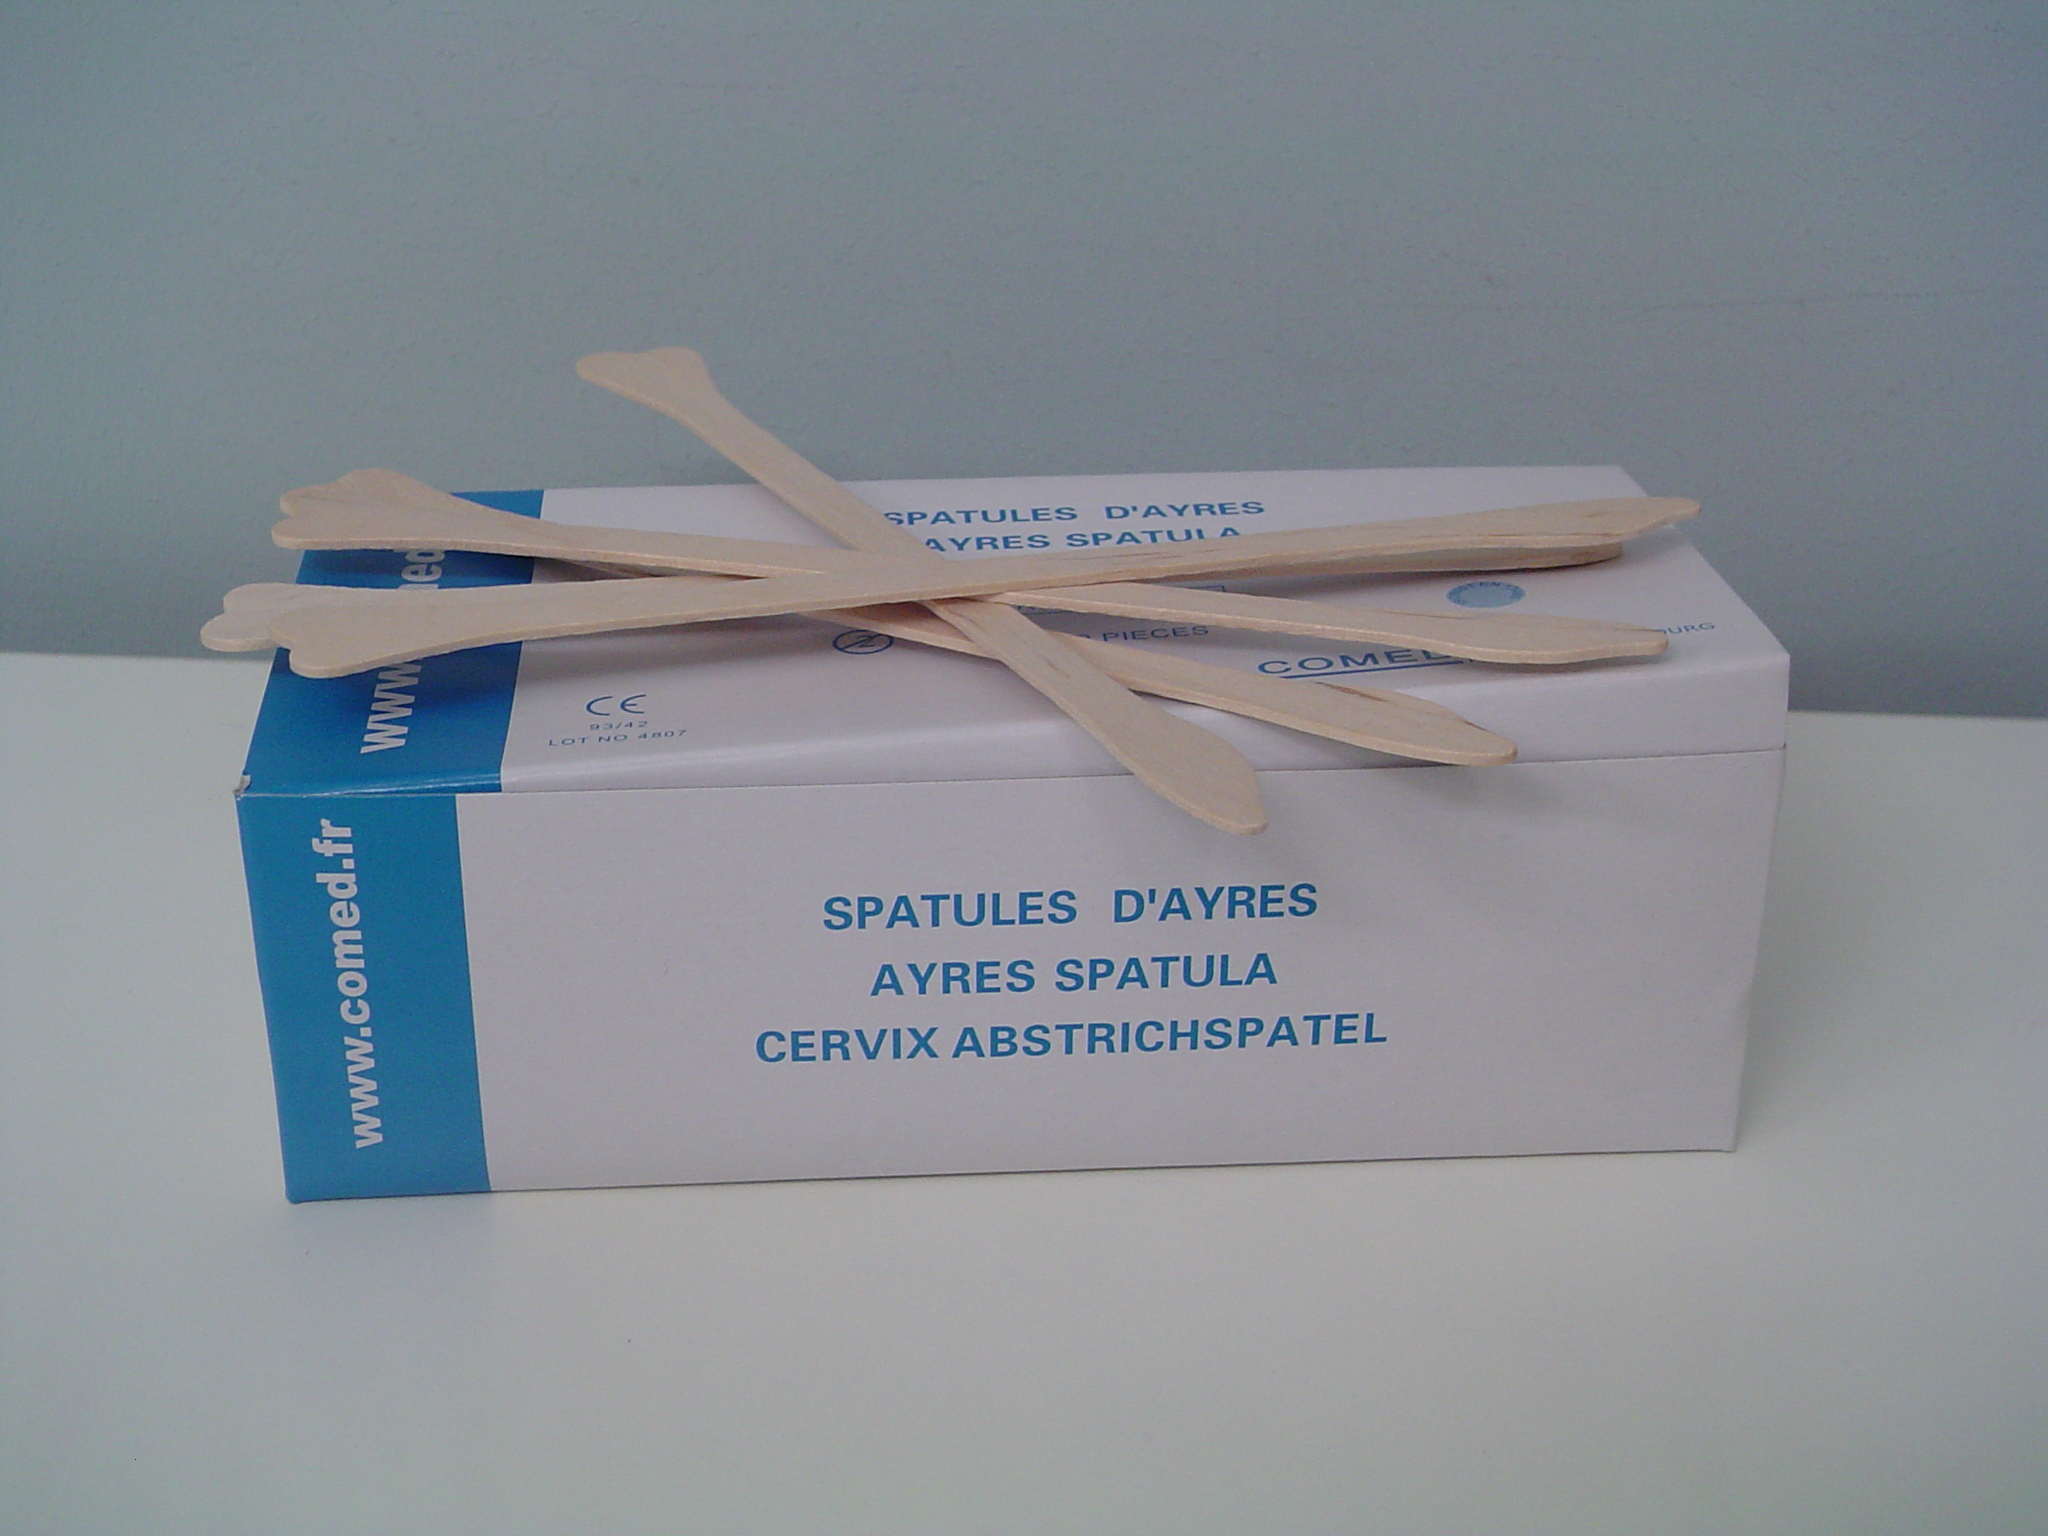 SPATULES D'AYRES
AYRES SPATULA
PIECES
CE
93/42
LOT NO 4807
www.comed.fr
SPATULES D'AYRES
AYRES SPATULA
CERVIX ABSTRICHSPATEL